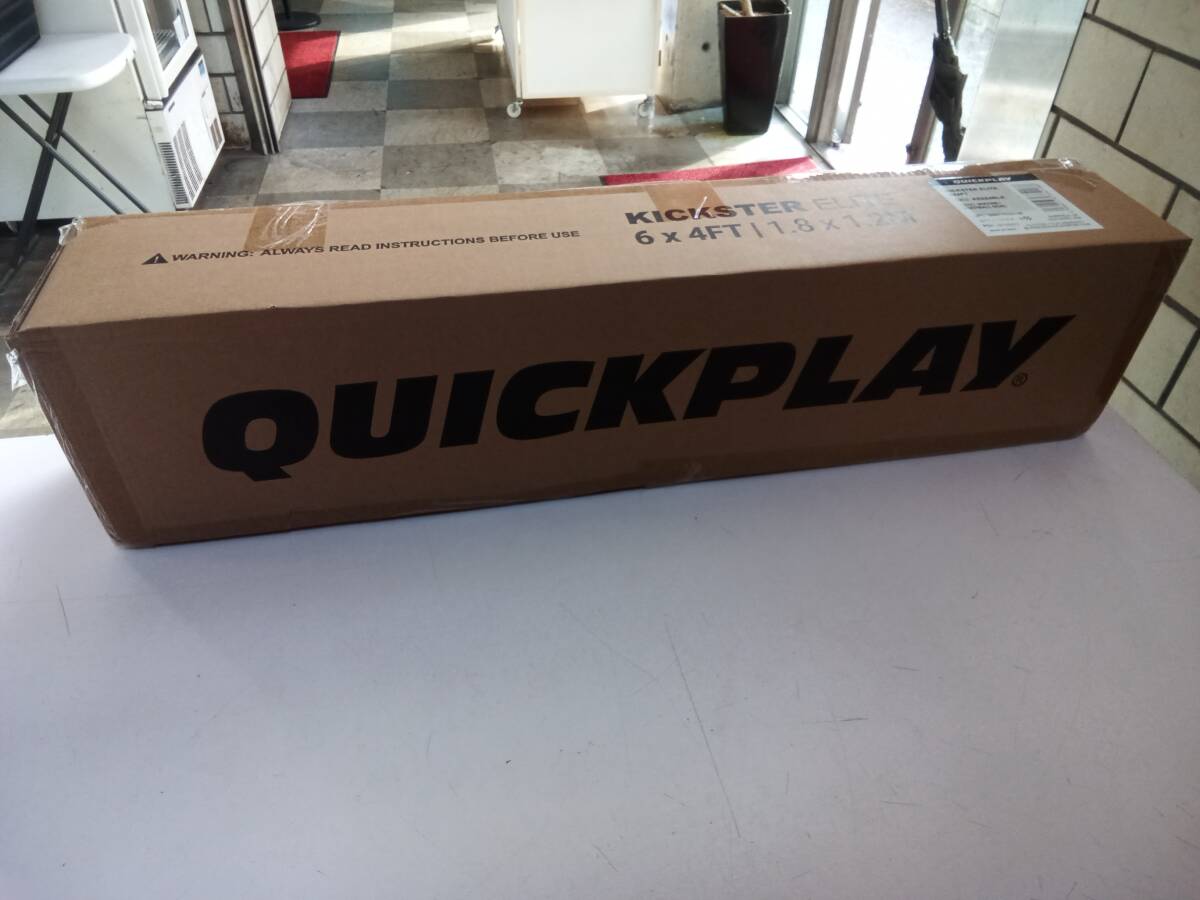 QUICKPLAY
KICKSTER ELITE
6 x 4FT | 1.8 x 1.2M
WARNING: ALWAYS READ INSTRUCTIONS BEFORE USE
QUICKPLAY®